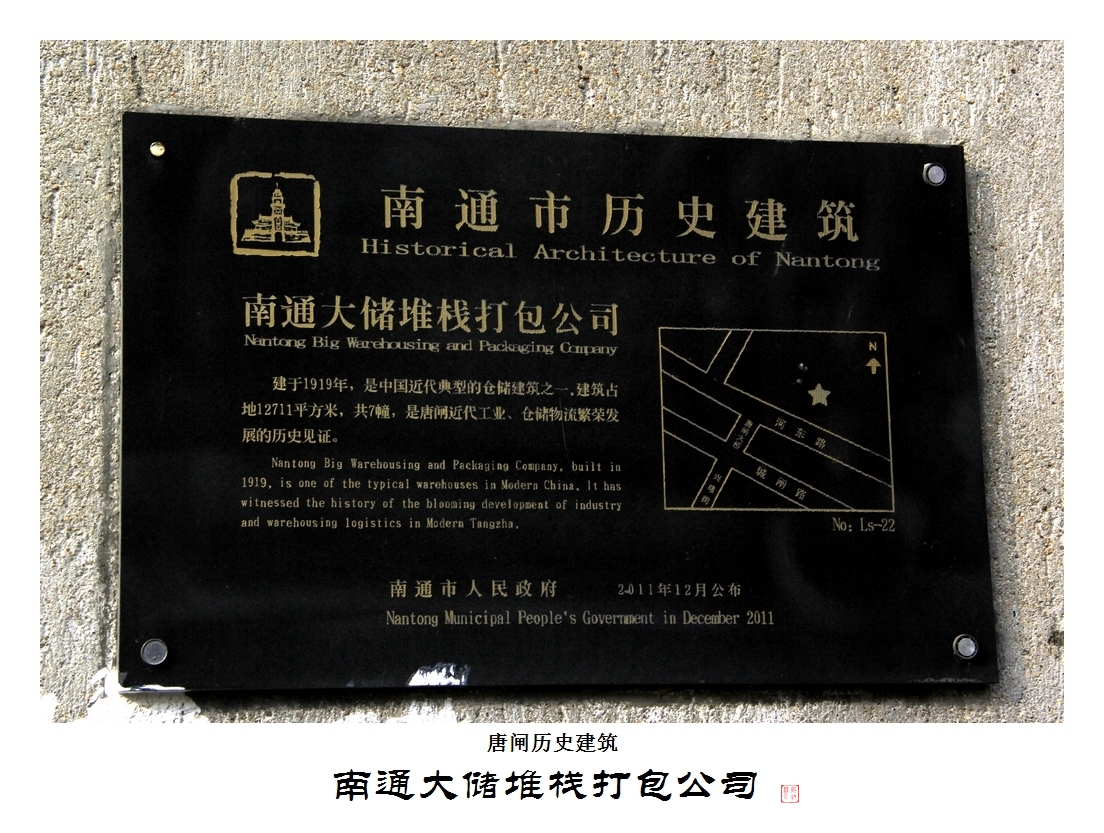 南通市历史建筑
Historical Architecture of Nantong
南通大储堆栈打包公司
Nantong Big Warehousing and Packaging Company
建于1919年，是中国近代典型的仓储建筑之一,建筑占
地12711平方米，共7幢，是唐闸近代工业、仓储物流繁荣发
展的历史见证。
Nantong Big Warehousing and Packaging Company, built in
1919, is one of the typical warehouses in Modern China. It has
witnessed the history of the blooming development of industry
and warehousing logistics in Modern Tangzha.
N
河东路
唐闸大桥
城闸路
兴隆街
No: Ls-22
南通市人民政府 2011年12月公布
Nantong Municipal People's Government in December 2011
唐闸历史建筑
南通大储堆栈打包公司